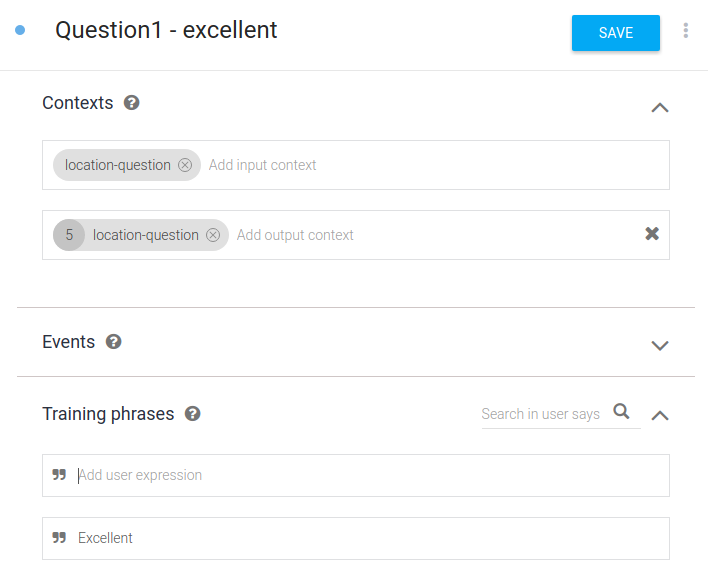 Question1 - excellent
SAVE
Contexts
location-question Add input context
5 location-question Add output context
Events
Training phrases
Search in user says
Add user expression
Excellent